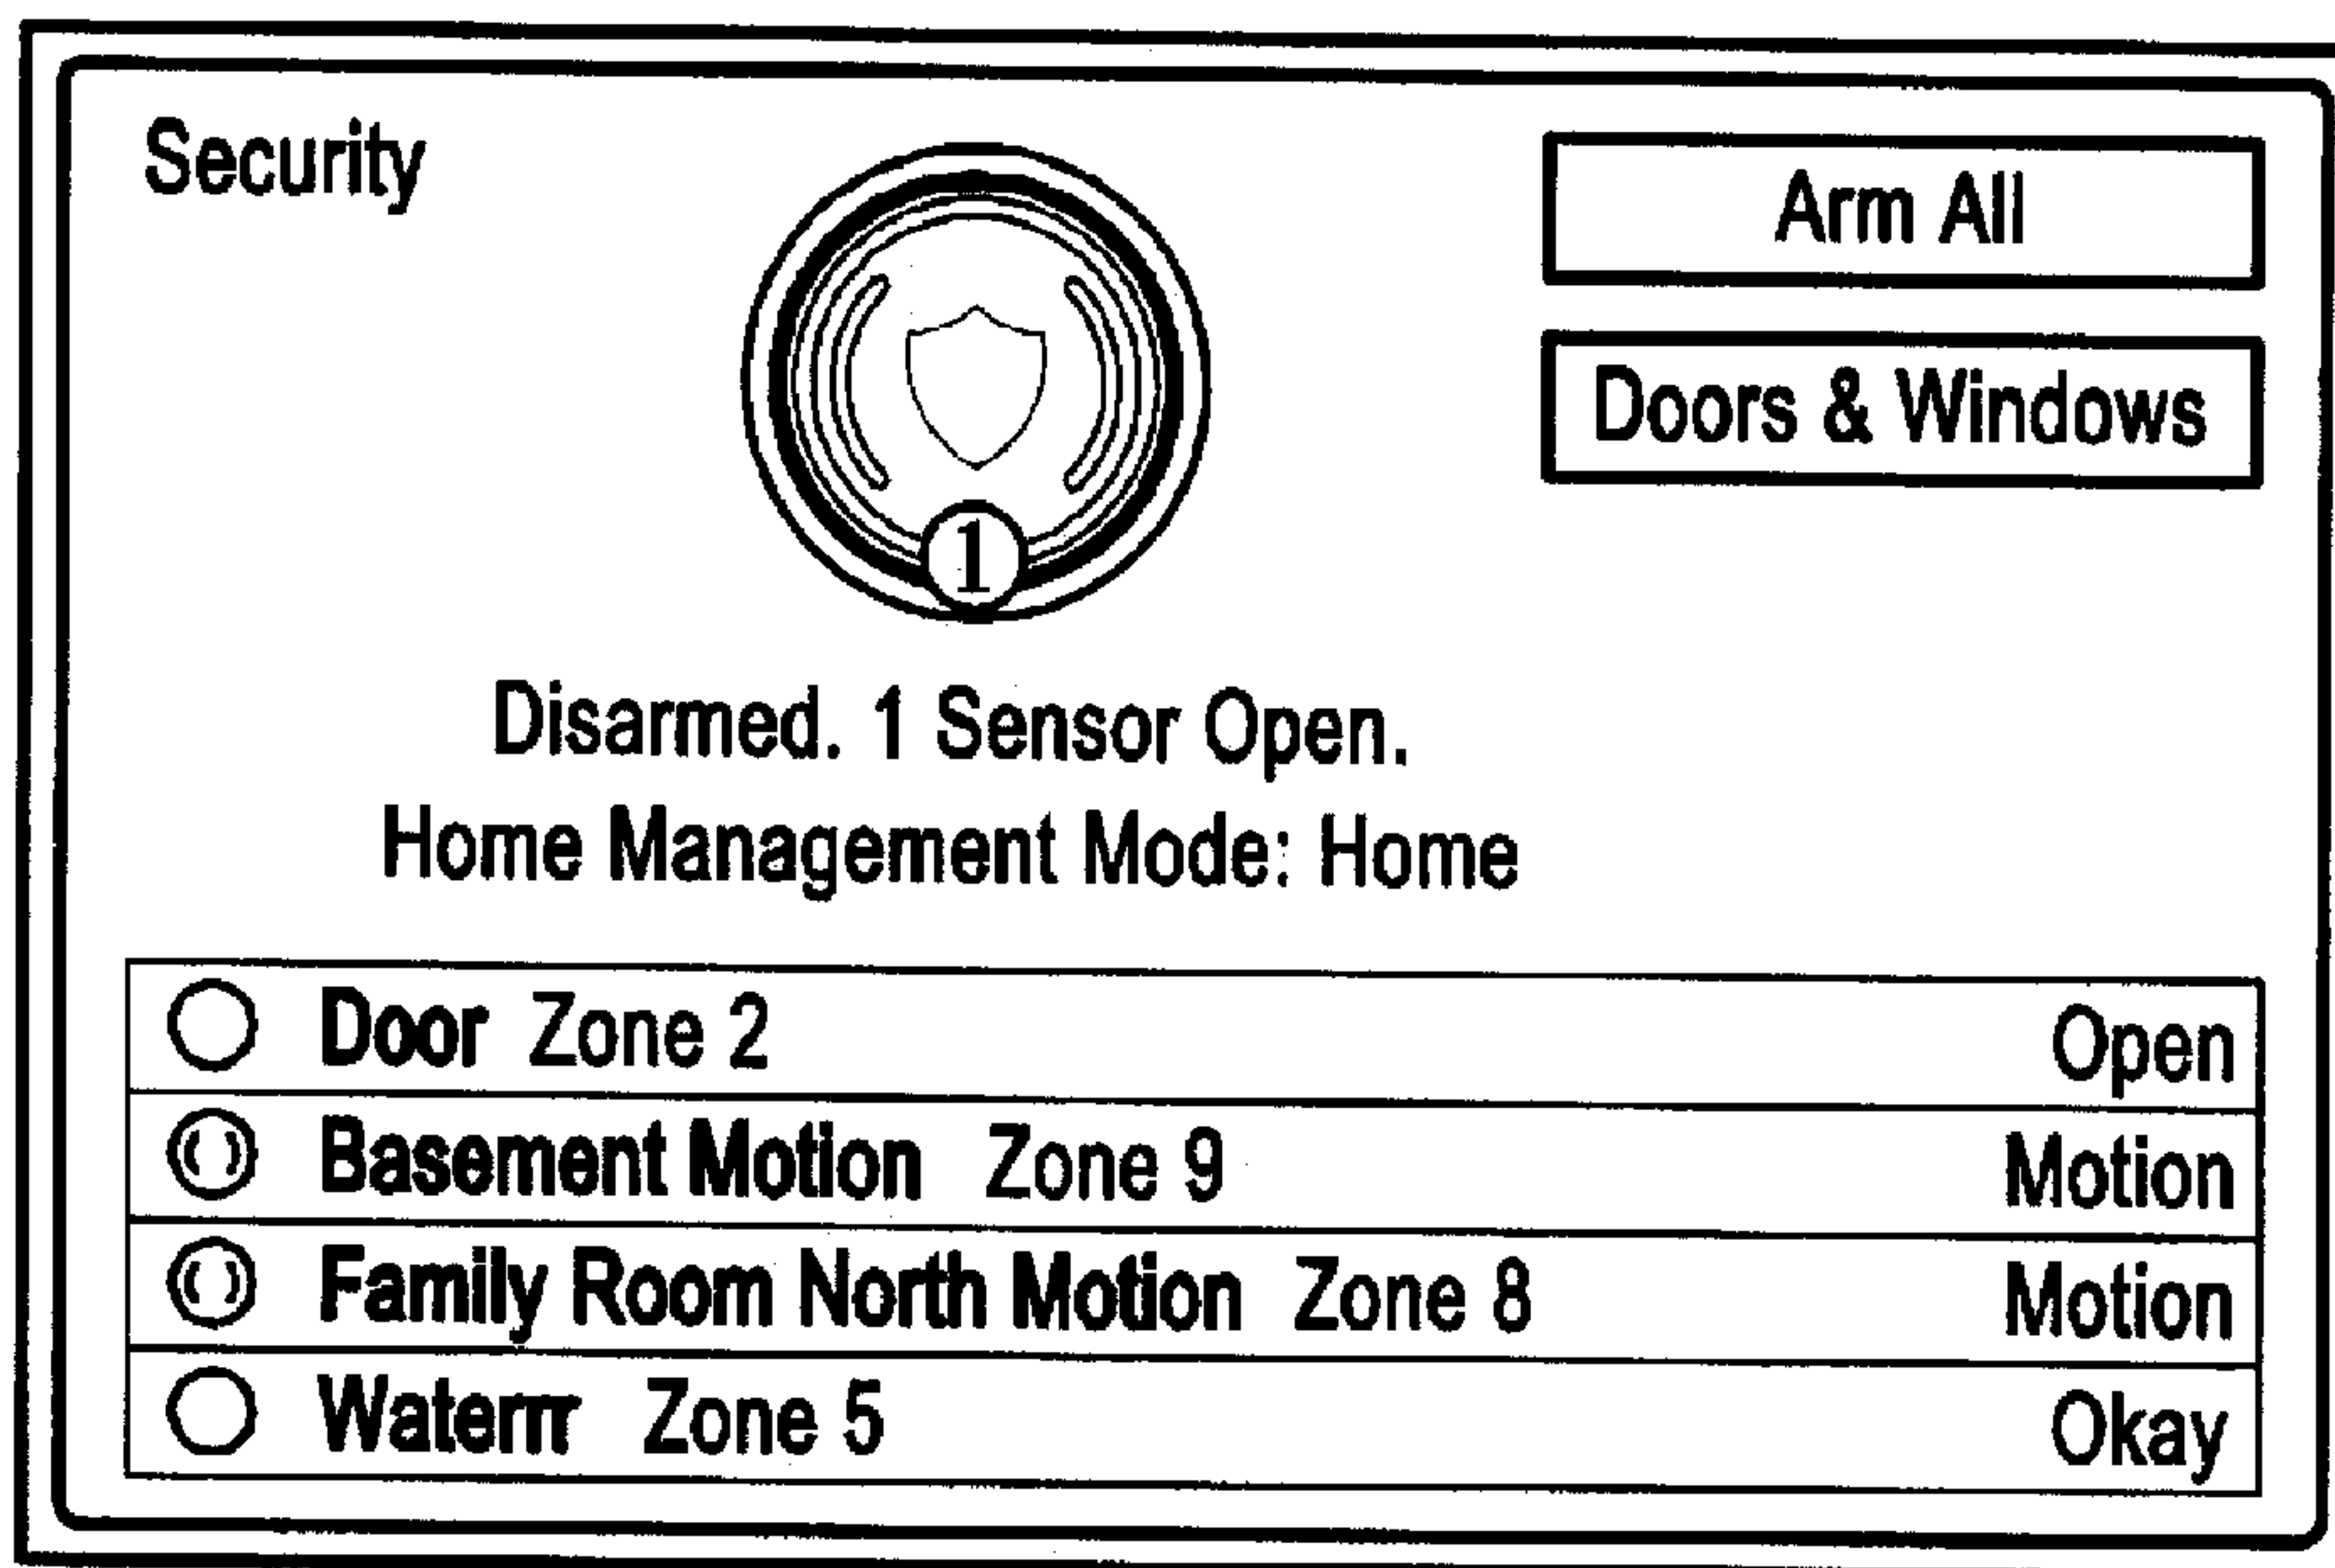 Security
Arm All
Doors & Windows
1
Disarmed. 1 Sensor Open.
Home Management Mode: Home
Door Zone 2 Open
Basement Motion Zone 9 Motion
Family Room North Motion Zone 8 Motion
Waterrr Zone 5 Okay